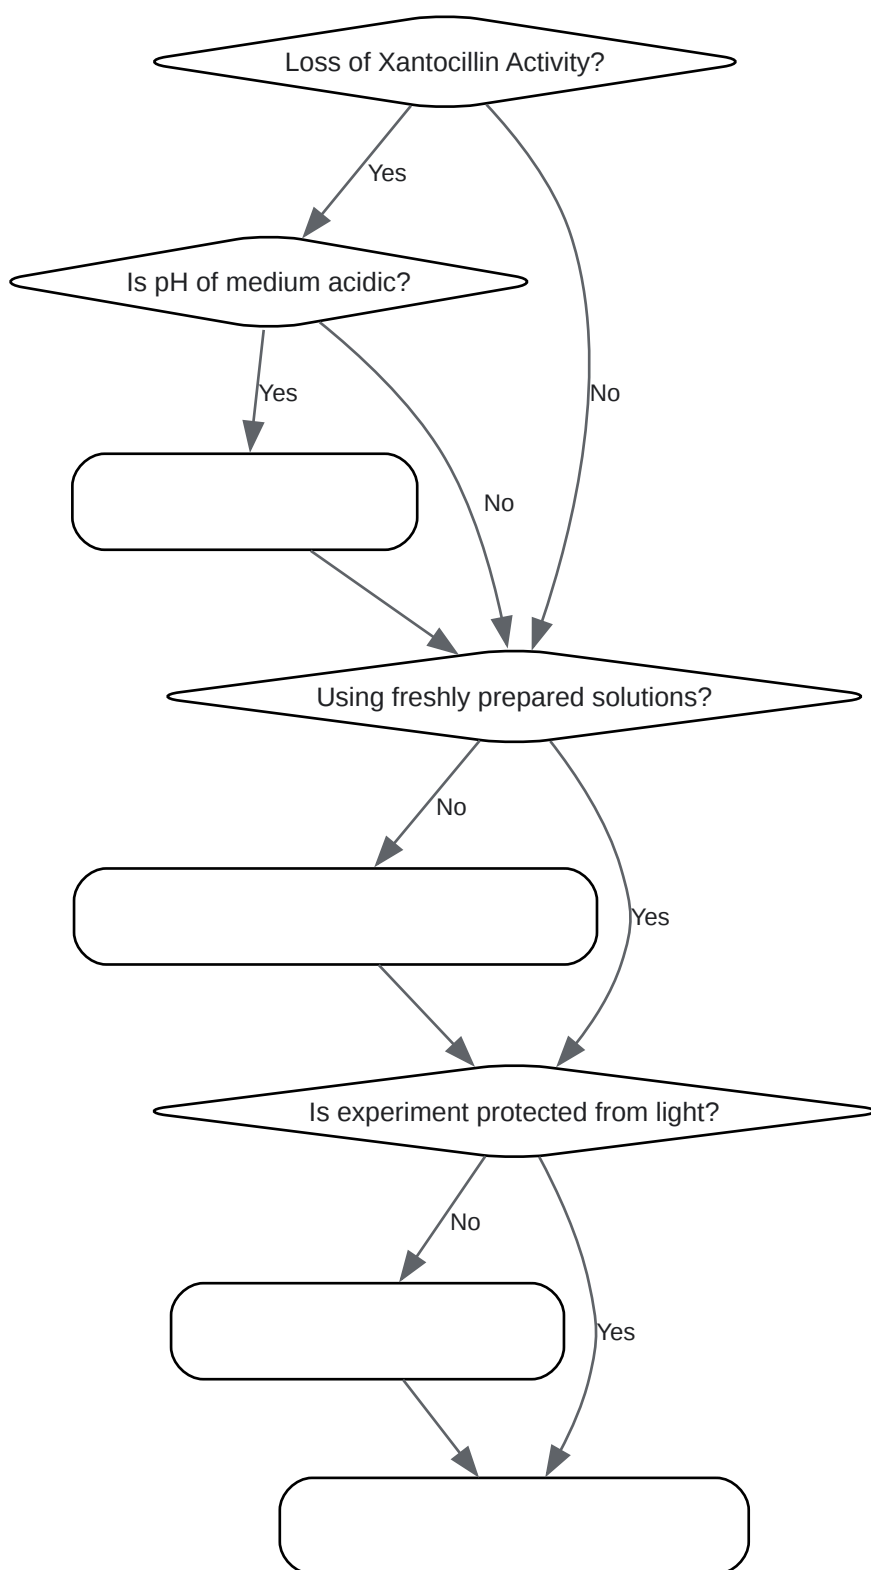 Loss of Xantocillin Activity?
Yes
Is pH of medium acidic?
Yes
No
No
Using freshly prepared solutions?
No
Yes
Is experiment protected from light?
No
Yes